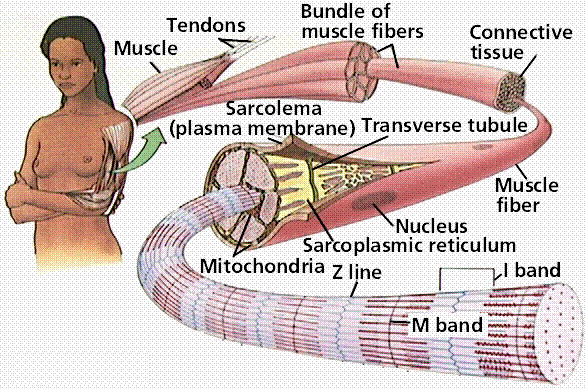 Tendons
Muscle
Bundle of
muscle fibers
Connective
tissue
Sarcolema
(plasma membrane)
Transverse tubule
Muscle
fiber
Nucleus
Sarcoplasmic reticulum
Mitochondria
Z line
I band
M band